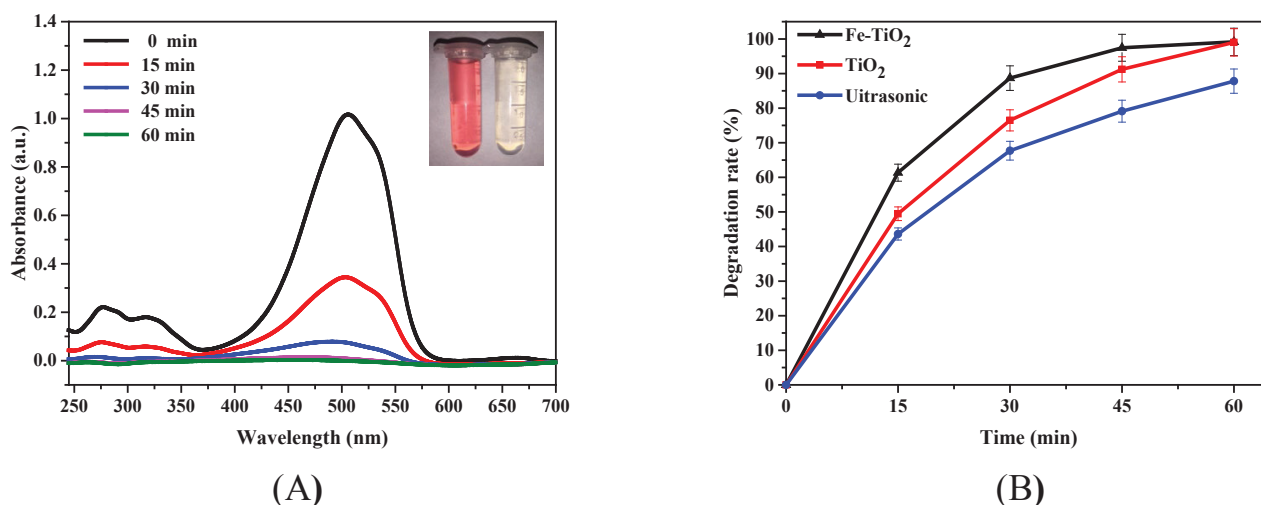 1.4
1.2
1.0
0.8
0.6
0.4
0.2
0.0
Absorbance (a.u.)
0 min
15 min
30 min
45 min
60 min
250 300 350 400 450 500 550 600 650 700
Wavelength (nm)
(A)
100
90
80
70
60
50
40
30
20
10
0
Degradation rate (%)
Fe-TiO₂
TiO₂
Uitrasonic
0 15 30 45 60
Time (min)
(B)